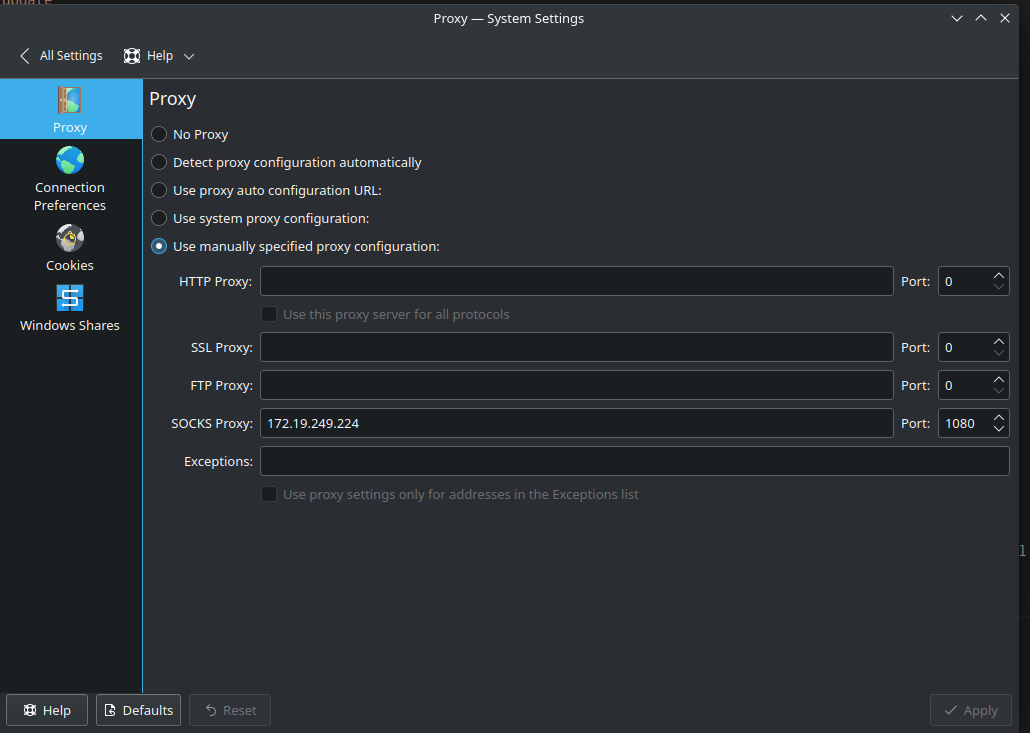 update
Proxy — System Settings
All Settings
Help
Proxy
Connection
Preferences
Cookies
Windows Shares
Proxy
No Proxy
Detect proxy configuration automatically
Use proxy auto configuration URL:
Use system proxy configuration:
Use manually specified proxy configuration:
HTTP Proxy: Port: 0
Use this proxy server for all protocols
SSL Proxy: Port: 0
FTP Proxy: Port: 0
SOCKS Proxy: 172.19.249.224 Port: 1080
Exceptions:
Use proxy settings only for addresses in the Exceptions list
l
Help Defaults Reset Apply